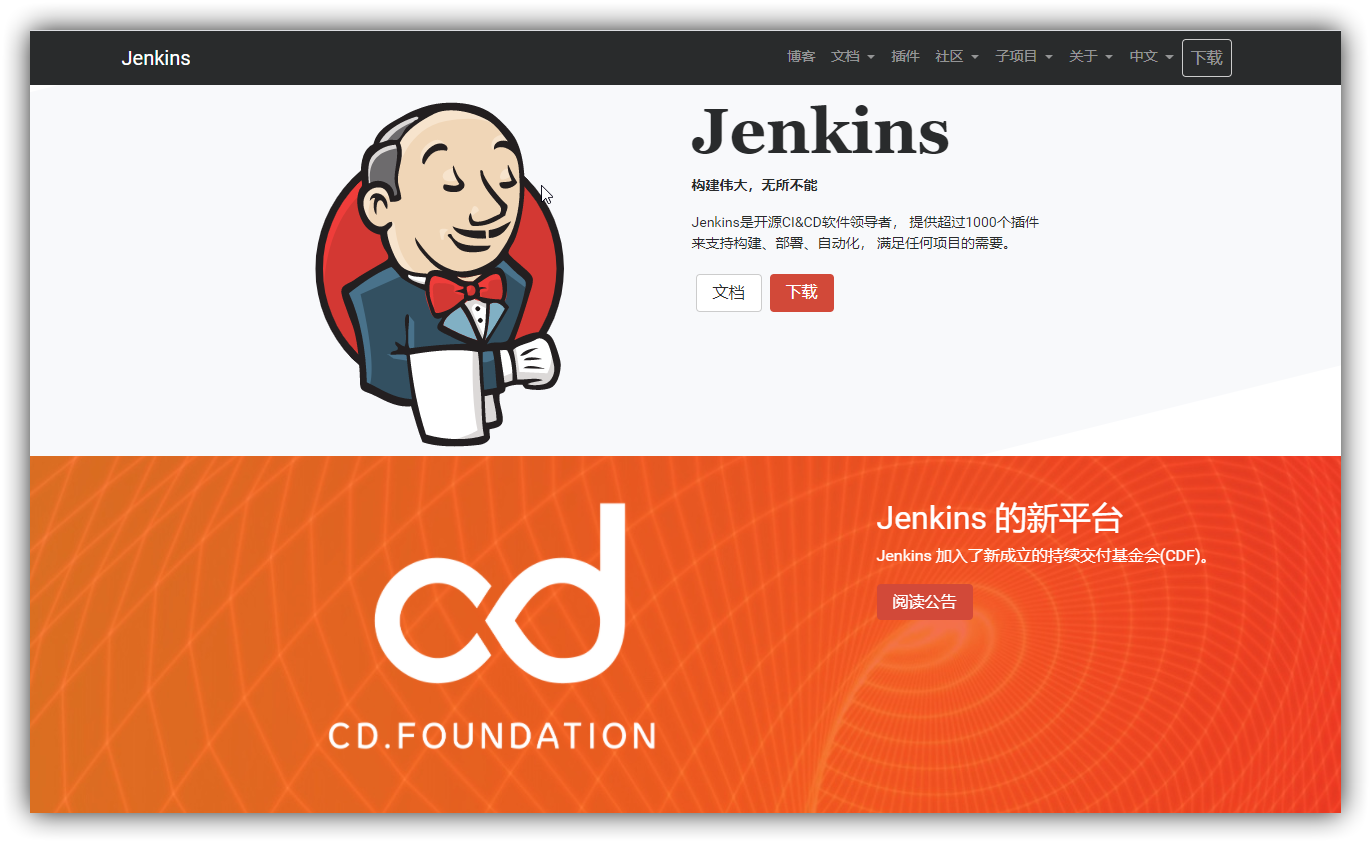 Jenkins 博客 文档 插件 社区 子项目 关于 中文 下载
Jenkins
构建伟大，无所不能
Jenkins是开源CI&CD软件领导者， 提供超过1000个插件
来支持构建、部署、自动化， 满足任何项目的需要。
文档 下载
cd
CD.FOUNDATION
Jenkins 的新平台
Jenkins 加入了新成立的持续交付基金会(CDF)。
阅读公告